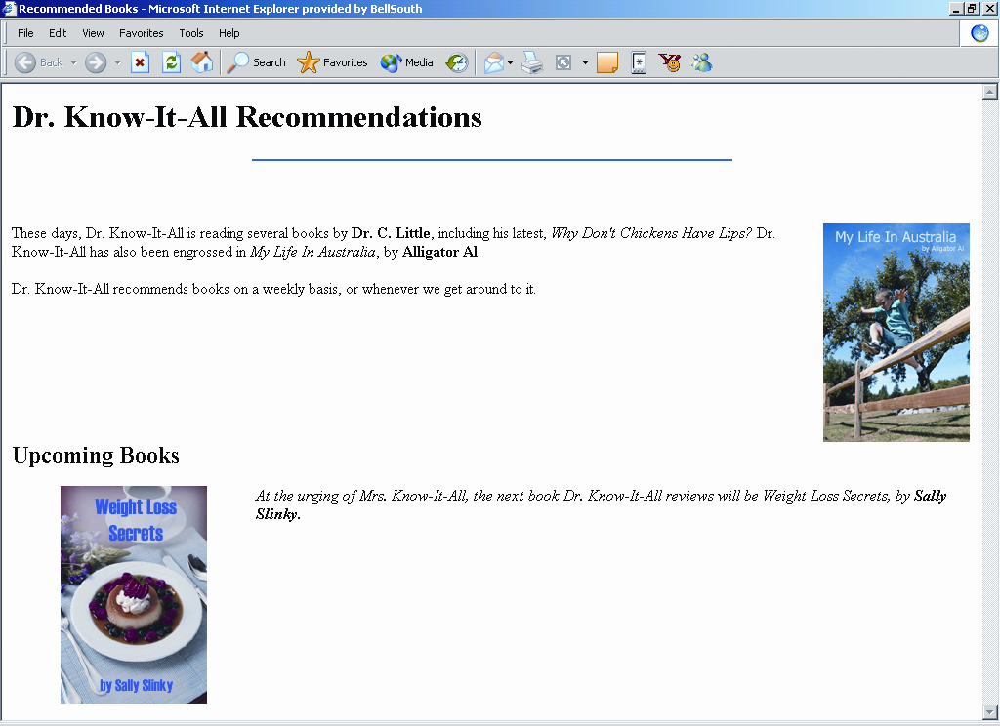 Recommended Books - Microsoft Internet Explorer provided by BellSouth
File Edit View Favorites Tools Help
Back Search Favorites Media
Dr. Know-It-All Recommendations
These days, Dr. Know-It-All is reading several books by Dr. C. Little, including his latest, Why Don't Chickens Have Lips? Dr.
Know-It-All has also been engrossed in My Life In Australia, by Alligator Al.
Dr. Know-It-All recommends books on a weekly basis, or whenever we get around to it.
My Life In Australia
by Aligator Al
Upcoming Books
Weight Loss
Secrets
by Sally Slinky
At the urging of Mrs. Know-It-All, the next book Dr. Know-It-All reviews will be Weight Loss Secrets, by Sally
Slinky.